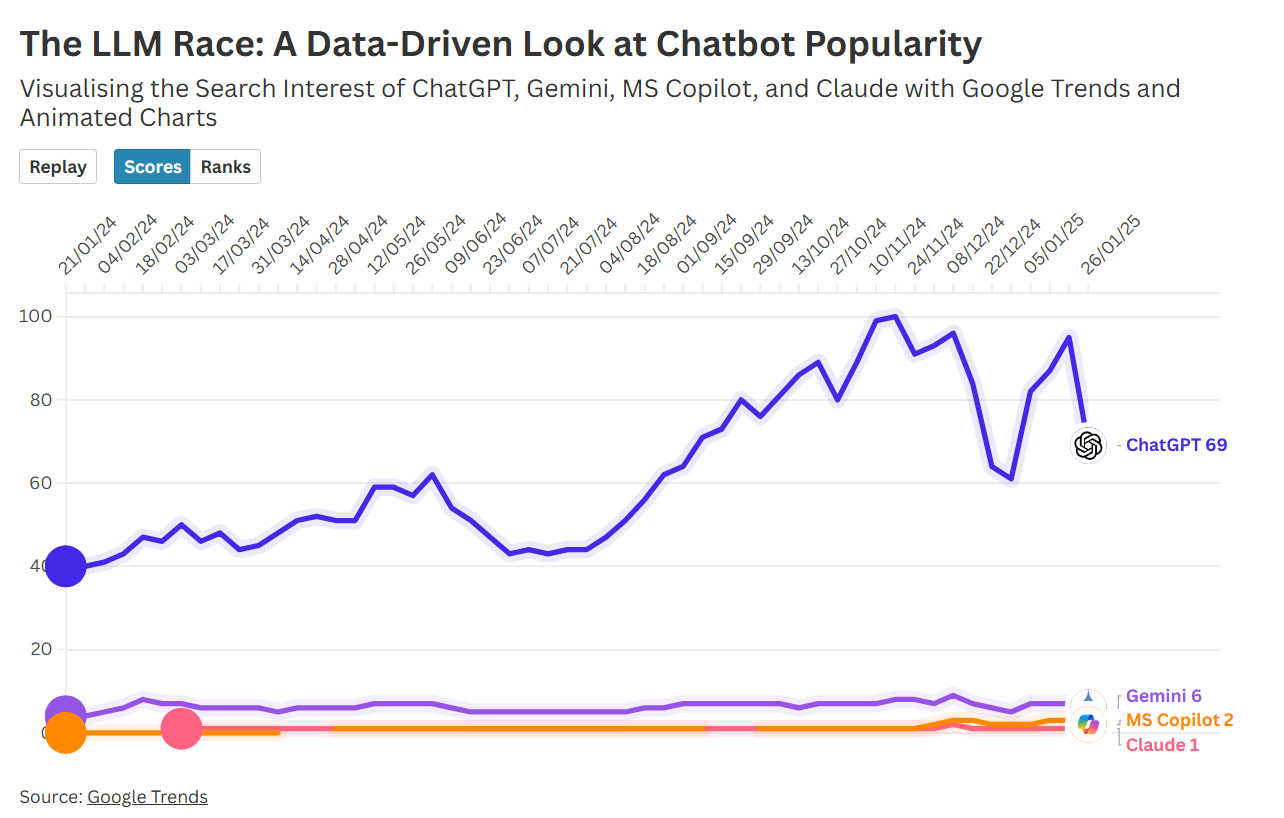 The LLM Race: A Data-Driven Look at Chatbot Popularity
Visualising the Search Interest of ChatGPT, Gemini, MS Copilot, and Claude with Google Trends and
Animated Charts
Replay Scores Ranks
21/01/24 04/02/24 18/02/24 03/03/24 17/03/24 31/03/24 14/04/24 28/04/24 12/05/24 26/05/24 09/06/24 23/06/24 07/07/24 21/07/24 04/08/24 18/08/24 01/09/24 15/09/24 29/09/24 13/10/24 27/10/24 10/11/24 24/11/24 08/12/24 22/12/24 05/01/25 26/01/25
100
80
60
ChatGPT 69
40
20
Gemini 6
MS Copilot 2
0
Claude 1
Source: Google Trends